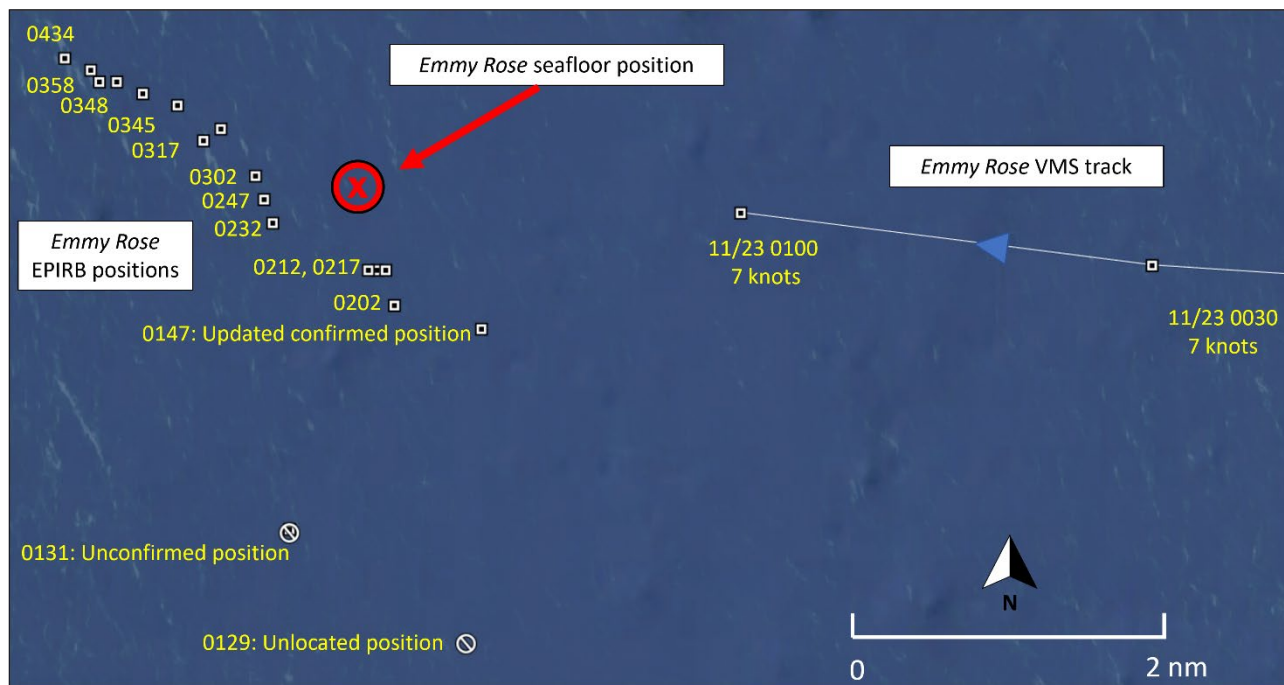 0434
Emmy Rose seafloor position
0358
0348
0345
0317
X
Emmy Rose VMS track
0302
0247
0232
Emmy Rose
EPIRB positions
11/23 0100
7 knots
0212, 0217
0202
0147: Updated confirmed position
11/23 0030
7 knots
0131: Unconfirmed position
N
0129: Unlocated position
0
2 nm